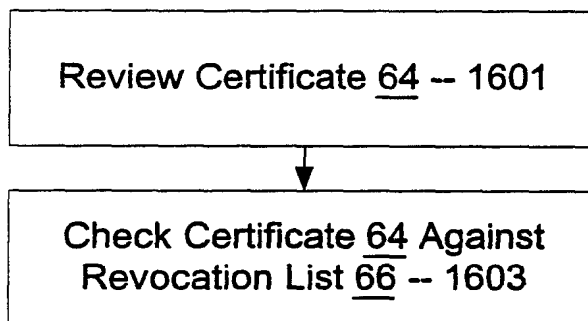 Review Certificate 64 -- 1601
Check Certificate 64 Against
Revocation List 66 -- 1603